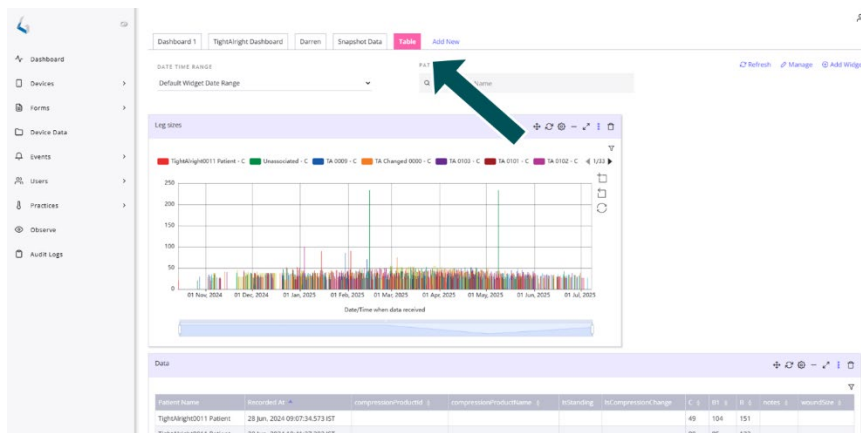 Dashboard 1 TightAlright Dashboard Darren Snapshot Data Table Add New
Dashboard
Devices
Forms
Device Data
Events
Users
Practices
Observe
Audit Logs
DATE TIME RANGE
Default Widget Date Range
Name
Refresh Manage Add Widge
Leg sizes
TightAlright0011 Patient - C Unassociated - C TA 0009 - C TA Changed 0000 - C TA 0103 - C TA 0101 - C TA 0102 - C 1/33
250
200
150
100
50
0
01 Nov, 2024 01 Dec, 2024 01 Jan, 2025 01 Feb, 2025 01 Mar, 2025 01 Apr, 2025 01 May, 2025 01 Jun, 2025 01 Jul, 2025
Date/Time when data received
Data
Patient Name Recorded At compressionProductId compressionProductName isStanding isCompressionChange C B1 B notes woundSize
TightAlright0011 Patient 28 Jun, 2024 09:07:34.573 IST 49 104 151